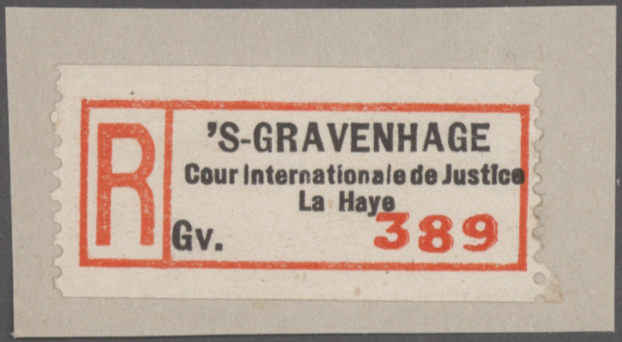 R
'S-GRAVENHAGE
Cour Internationale de Justice
La Haye
Gv. 389